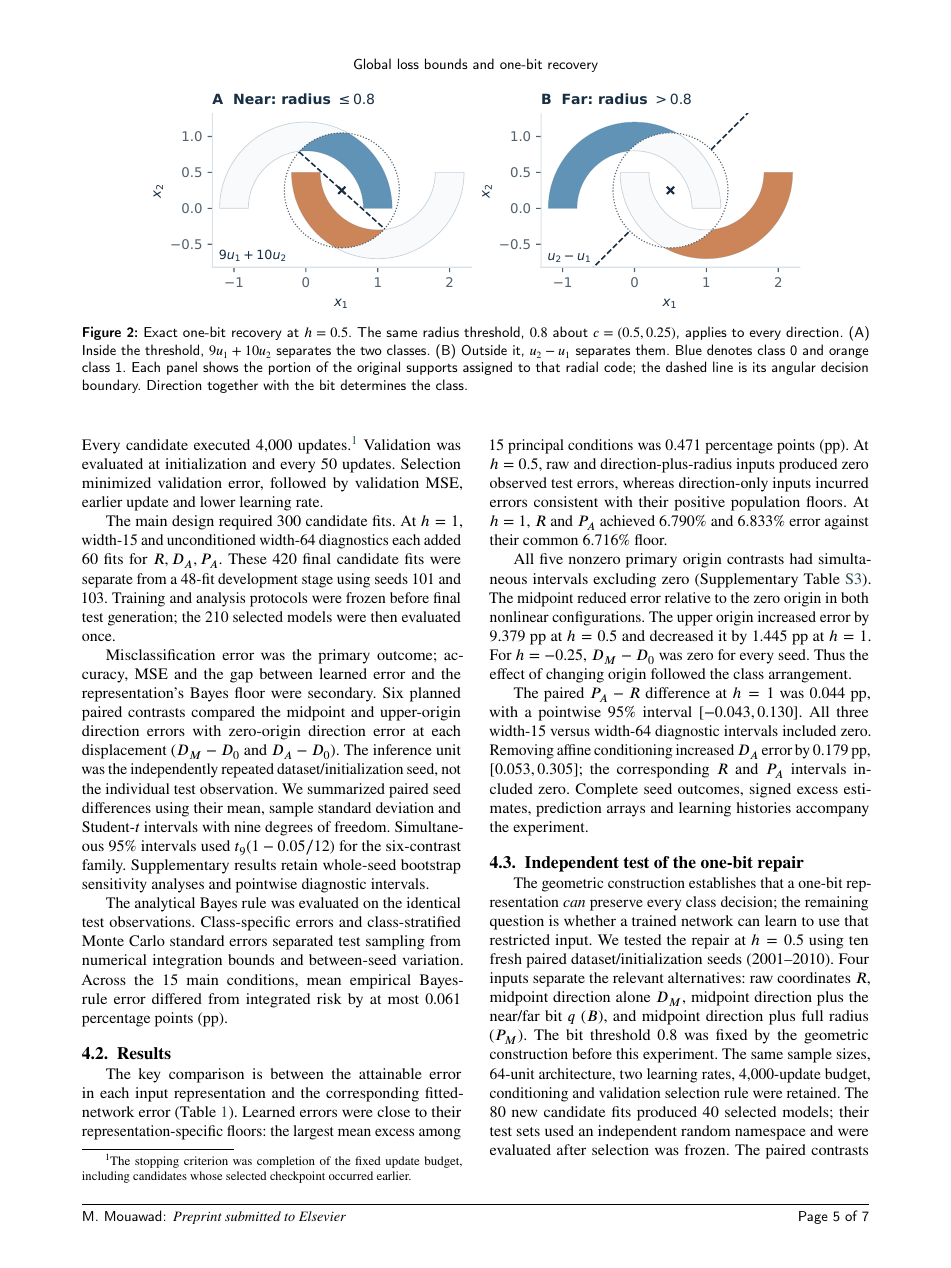 Global loss bounds and one-bit recovery
A Near: radius ≤ 0.8
B Far: radius > 0.8
1.0
0.5
0.0
−0.5
x₂
9u₁ + 10u₂
−1 0 1 2
x₁
1.0
0.5
0.0
−0.5
x₂
u₂ − u₁
−1 0 1 2
x₁
Figure 2: Exact one-bit recovery at h = 0.5. The same radius threshold, 0.8 about c = (0.5, 0.25), applies to every direction. (A)
Inside the threshold, 9u₁ + 10u₂ separates the two classes. (B) Outside it, u₂ − u₁ separates them. Blue denotes class 0 and orange
class 1. Each panel shows the portion of the original supports assigned to that radial code; the dashed line is its angular decision
boundary. Direction together with the bit determines the class.
Every candidate executed 4,000 updates.¹ Validation was
evaluated at initialization and every 50 updates. Selection
minimized validation error, followed by validation MSE,
earlier update and lower learning rate.
The main design required 300 candidate fits. At h = 1,
width-15 and unconditioned width-64 diagnostics each added
60 fits for R, D_A, P_A. These 420 final candidate fits were
separate from a 48-fit development stage using seeds 101 and
103. Training and analysis protocols were frozen before final
test generation; the 210 selected models were then evaluated
once.
Misclassification error was the primary outcome; ac-
curacy, MSE and the gap between learned error and the
representation's Bayes floor were secondary. Six planned
paired contrasts compared the midpoint and upper-origin
direction errors with zero-origin direction error at each
displacement (D_M − D₀ and D_A − D₀). The inference unit
was the independently repeated dataset/initialization seed, not
the individual test observation. We summarized paired seed
differences using their mean, sample standard deviation and
Student-t intervals with nine degrees of freedom. Simultane-
ous 95% intervals used t₉(1 − 0.05/12) for the six-contrast
family. Supplementary results retain whole-seed bootstrap
sensitivity analyses and pointwise diagnostic intervals.
The analytical Bayes rule was evaluated on the identical
test observations. Class-specific errors and class-stratified
Monte Carlo standard errors separated test sampling from
numerical integration bounds and between-seed variation.
Across the 15 main conditions, mean empirical Bayes-
rule error differed from integrated risk by at most 0.061
percentage points (pp).
4.2. Results
The key comparison is between the attainable error
in each input representation and the corresponding fitted-
network error (Table 1). Learned errors were close to their
representation-specific floors: the largest mean excess among
¹The stopping criterion was completion of the fixed update budget,
including candidates whose selected checkpoint occurred earlier.
15 principal conditions was 0.471 percentage points (pp). At
h = 0.5, raw and direction-plus-radius inputs produced zero
observed test errors, whereas direction-only inputs incurred
errors consistent with their positive population floors. At
h = 1, R and P_A achieved 6.790% and 6.833% error against
their common 6.716% floor.
All five nonzero primary origin contrasts had simulta-
neous intervals excluding zero (Supplementary Table S3).
The midpoint reduced error relative to the zero origin in both
nonlinear configurations. The upper origin increased error by
9.379 pp at h = 0.5 and decreased it by 1.445 pp at h = 1.
For h = −0.25, D_M − D₀ was zero for every seed. Thus the
effect of changing origin followed the class arrangement.
The paired P_A − R difference at h = 1 was 0.044 pp,
with a pointwise 95% interval [−0.043, 0.130]. All three
width-15 versus width-64 diagnostic intervals included zero.
Removing affine conditioning increased D_A error by 0.179 pp,
[0.053, 0.305]; the corresponding R and P_A intervals in-
cluded zero. Complete seed outcomes, signed excess esti-
mates, prediction arrays and learning histories accompany
the experiment.
4.3. Independent test of the one-bit repair
The geometric construction establishes that a one-bit rep-
resentation can preserve every class decision; the remaining
question is whether a trained network can learn to use that
restricted input. We tested the repair at h = 0.5 using ten
fresh paired dataset/initialization seeds (2001–2010). Four
inputs separate the relevant alternatives: raw coordinates R,
midpoint direction alone D_M, midpoint direction plus the
near/far bit q (B), and midpoint direction plus full radius
(P_M). The bit threshold 0.8 was fixed by the geometric
construction before this experiment. The same sample sizes,
64-unit architecture, two learning rates, 4,000-update budget,
conditioning and validation selection rule were retained. The
80 new candidate fits produced 40 selected models; their
test sets used an independent random namespace and were
evaluated after selection was frozen. The paired contrasts
M. Mouawad: Preprint submitted to Elsevier
Page 5 of 7